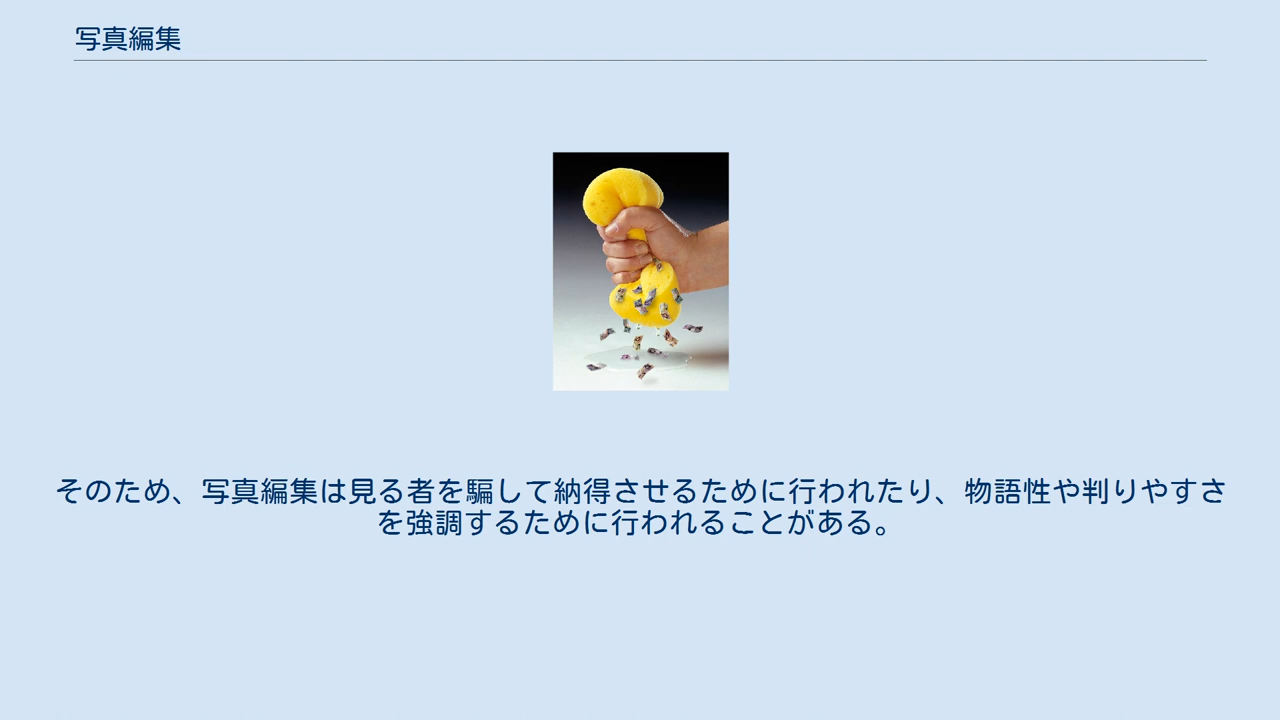 写真編集
そのため、写真編集は見る者を騙して納得させるために行われたり、物語性や判りやすさ
を強調するために行われることがある。